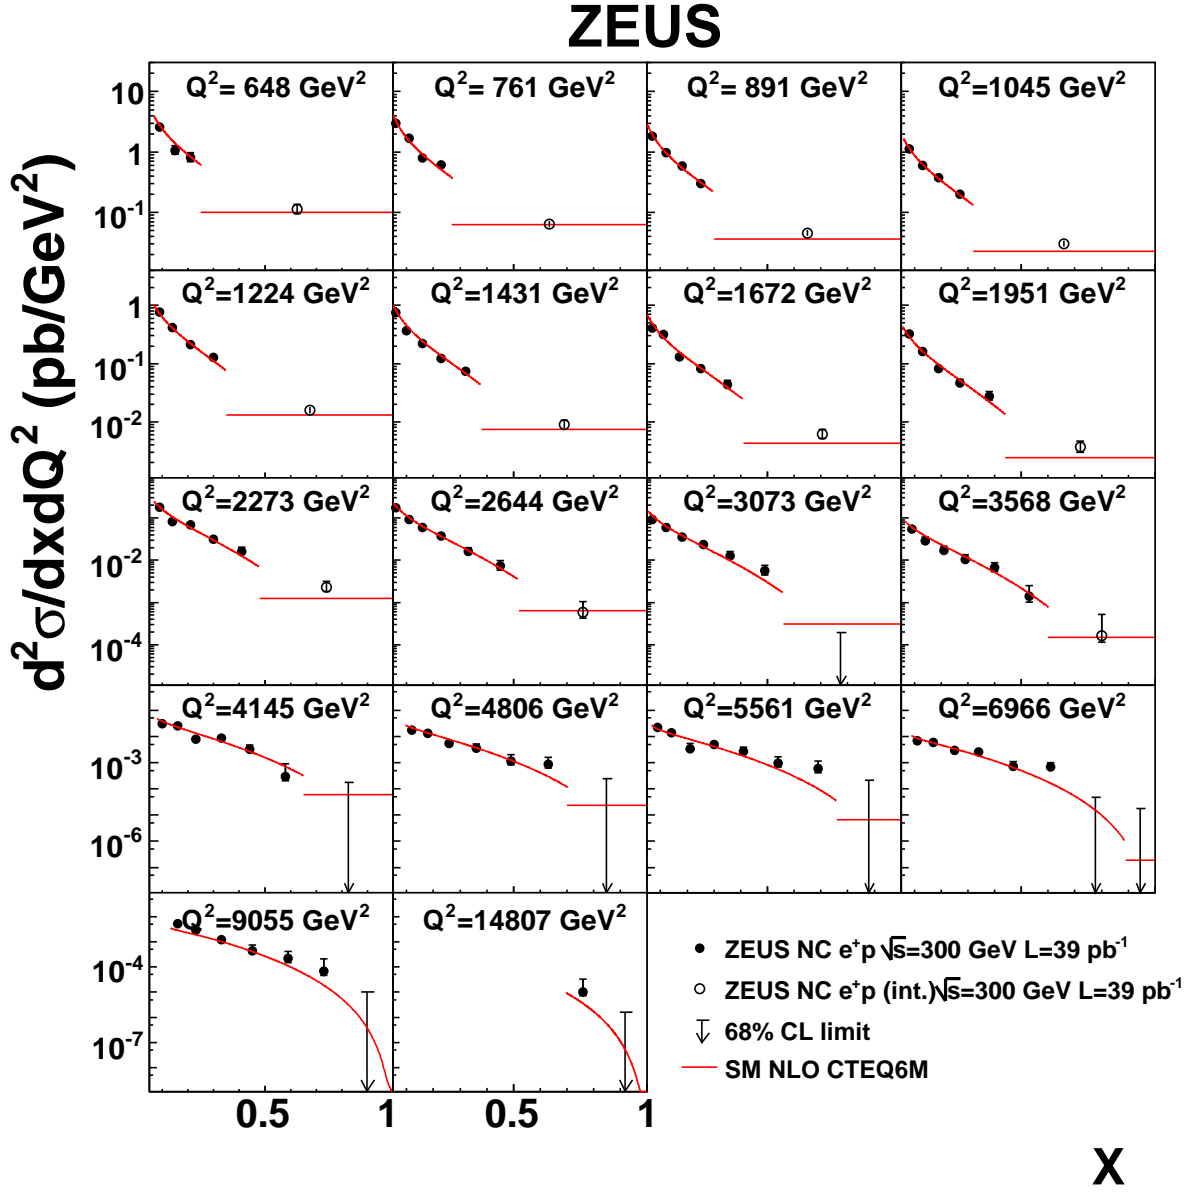 ZEUS
d²σ/dxdQ² (pb/GeV²)
Q²= 648 GeV² Q²= 761 GeV² Q²= 891 GeV² Q²=1045 GeV²
10
1
10⁻¹
Q²=1224 GeV² Q²=1431 GeV² Q²=1672 GeV² Q²=1951 GeV²
1
10⁻¹
10⁻²
Q²=2273 GeV² Q²=2644 GeV² Q²=3073 GeV² Q²=3568 GeV²
10⁻²
10⁻⁴
Q²=4145 GeV² Q²=4806 GeV² Q²=5561 GeV² Q²=6966 GeV²
10⁻³
10⁻⁶
Q²=9055 GeV² Q²=14807 GeV²
10⁻⁴
10⁻⁷
ZEUS NC e⁺p √s=300 GeV L=39 pb⁻¹
ZEUS NC e⁺p (int.)√s=300 GeV L=39 pb⁻¹
68% CL limit
SM NLO CTEQ6M
0.5 1 0.5 1
X